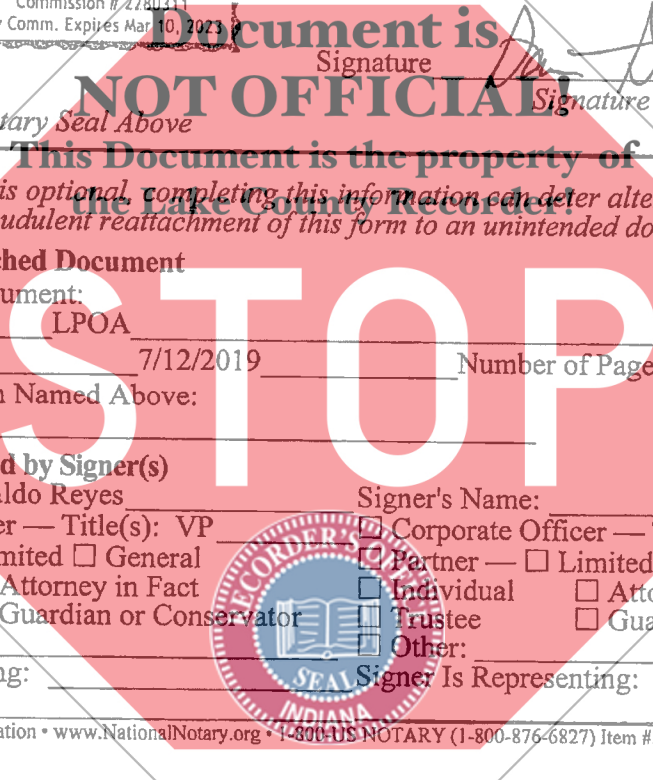 Commission # 2280311
Comm. Expires Mar 10, 2023
Document is
Signature
NOT OFFICIAL!
Signature
tary Seal Above
This Document is the property of
is optional, completing this information can deter alte
the Lake County Recorder!
udulent reattachment of this form to an unintended do
ched Document
ument:
LPOA
7/12/2019 Number of Page
n Named Above:
STOP
d by Signer(s)
aldo Reyes Signer's Name:
er — Title(s): VP ☐ Corporate Officer —
mited ☐ General ☐ Partner — ☐ Limited
Attorney in Fact ☐ Individual ☐ Atto
Guardian or Conservator ☐ Trustee ☐ Gua
☐ Other:
ng: Signer Is Representing:
RECORDER'S OFFICE
SEAL
INDIANA
ation • www.NationalNotary.org • 1-800-US NOTARY (1-800-876-6827) Item #